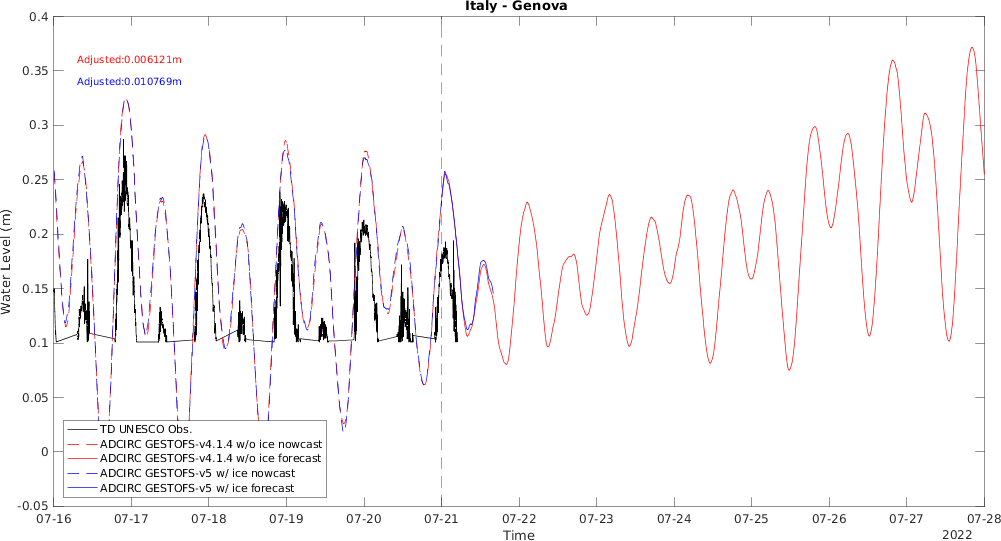 Italy - Genova
Adjusted:0.006121m
Adjusted:0.010769m
Water Level (m)
0.4
0.35
0.3
0.25
0.2
0.15
0.1
0.05
0
-0.05
TD UNESCO Obs.
ADCIRC GESTOFS-v4.1.4 w/o ice nowcast
ADCIRC GESTOFS-v4.1.4 w/o ice forecast
ADCIRC GESTOFS-v5 w/ ice nowcast
ADCIRC GESTOFS-v5 w/ ice forecast
07-16 07-17 07-18 07-19 07-20 07-21 07-22 07-23 07-24 07-25 07-26 07-27 07-28
Time
2022